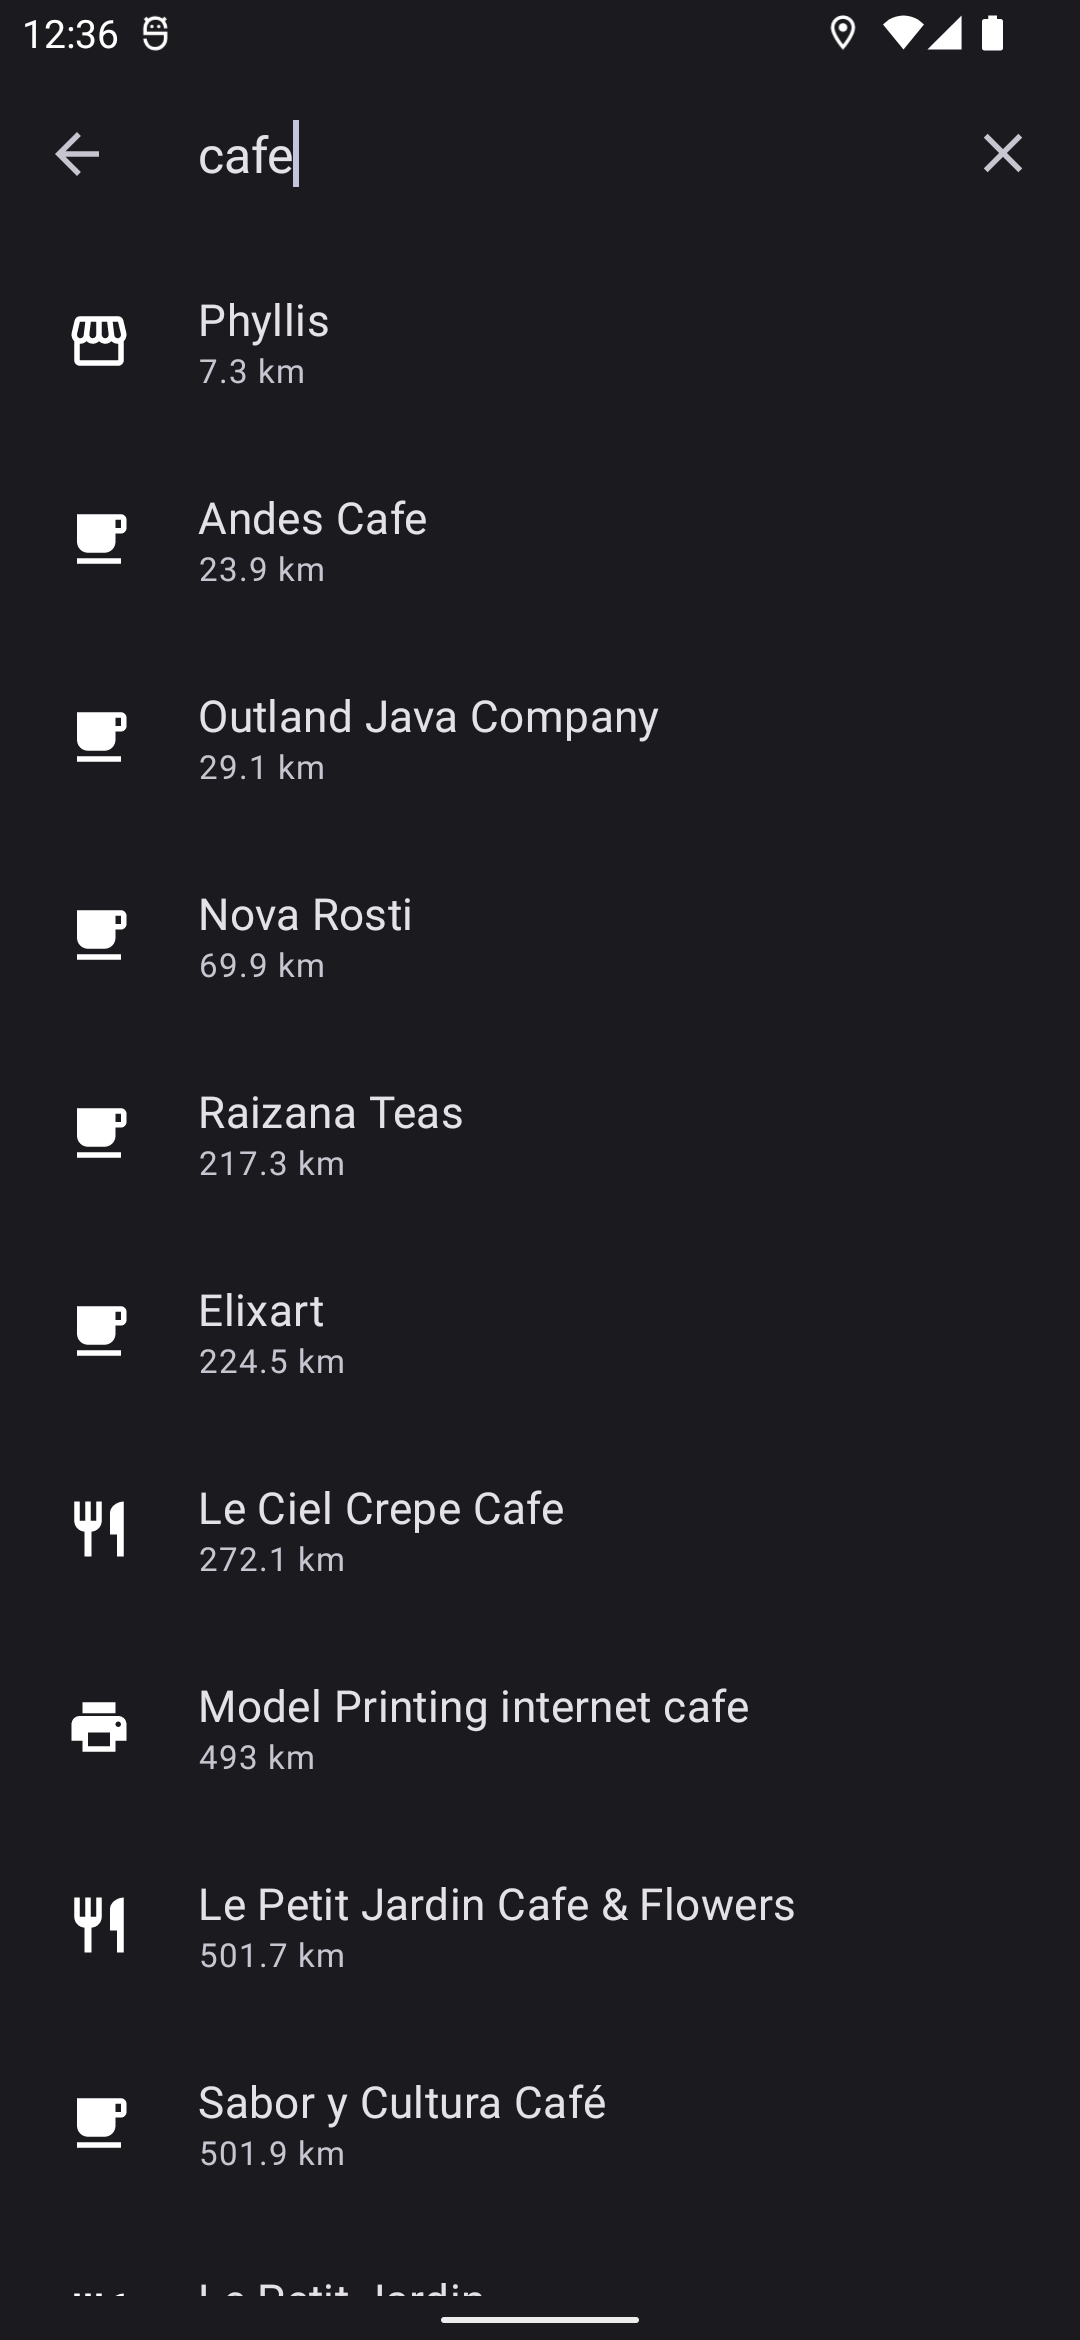 12:36
cafe
Phyllis
7.3 km
Andes Cafe
23.9 km
Outland Java Company
29.1 km
Nova Rosti
69.9 km
Raizana Teas
217.3 km
Elixart
224.5 km
Le Ciel Crepe Cafe
272.1 km
Model Printing internet cafe
493 km
Le Petit Jardin Cafe & Flowers
501.7 km
Sabor y Cultura Café
501.9 km
Le Petit Jardin